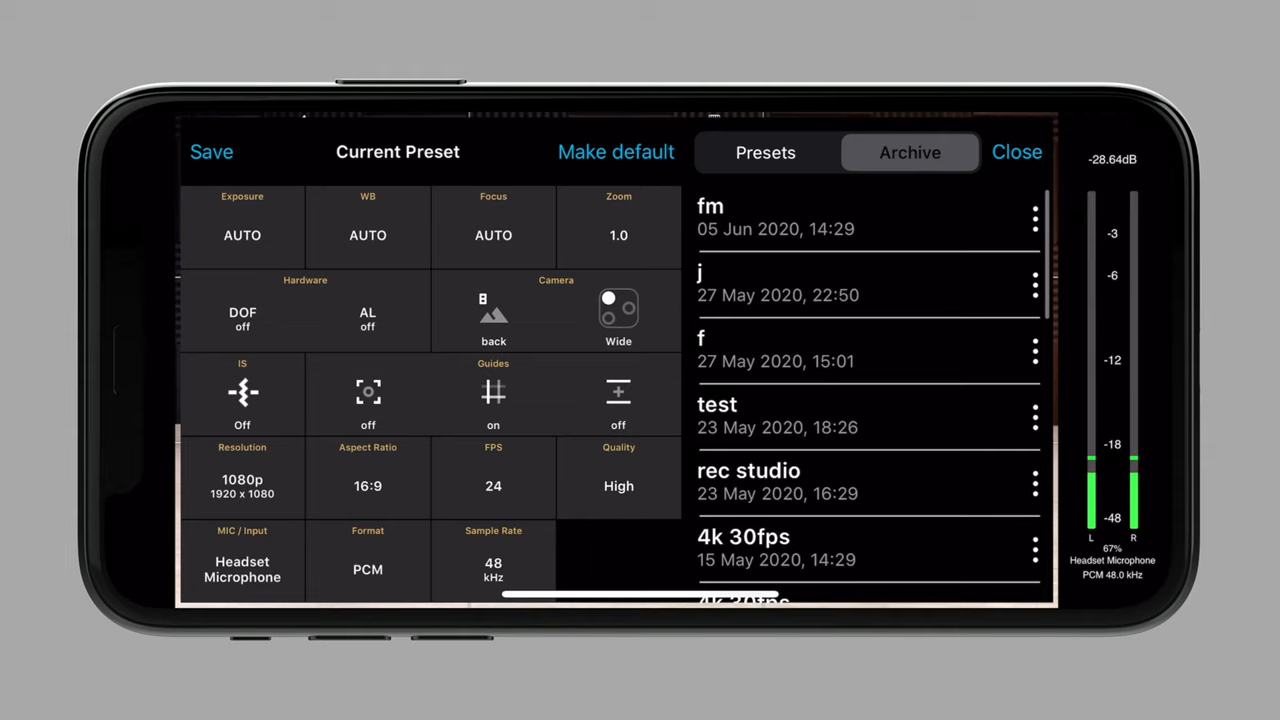 Save
Current Preset
Make default
Presets
Archive
Close
Exposure
AUTO
WB
AUTO
Focus
AUTO
Zoom
1.0
Hardware
DOF
off
AL
off
Camera
back
Wide
IS
Off
Guides
off
on
off
Resolution
1080p
1920 x 1080
Aspect Ratio
16:9
FPS
24
Quality
High
MIC / Input
Headset
Microphone
Format
PCM
Sample Rate
48
kHz
fm
05 Jun 2020, 14:29
j
27 May 2020, 22:50
f
27 May 2020, 15:01
test
23 May 2020, 18:26
rec studio
23 May 2020, 16:29
4k 30fps
15 May 2020, 14:29
4k 30fps
-28.64dB
-3
-6
-12
-18
-48
L
R
67%
Headset Microphone
PCM 48.0 kHz